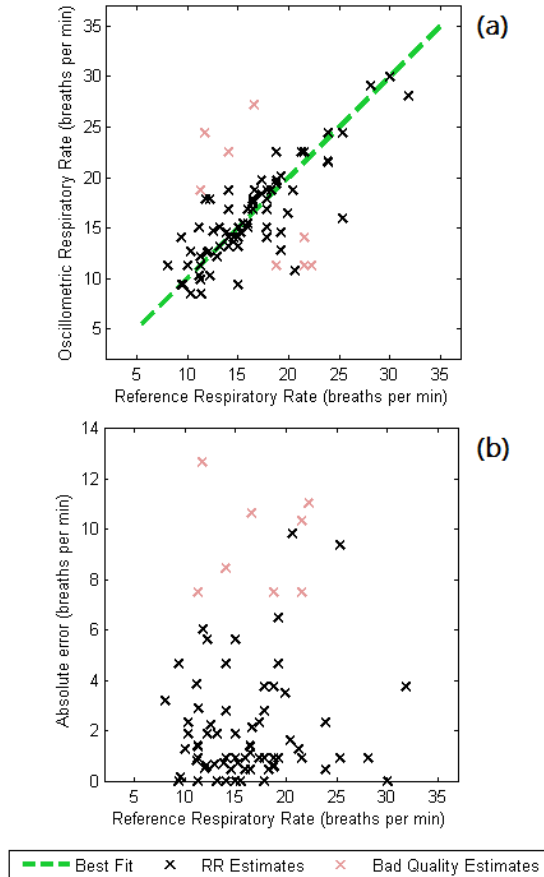 (a)
Oscillometric Respiratory Rate (breaths per min)
35
30
25
20
15
10
5
5 10 15 20 25 30 35
Reference Respiratory Rate (breaths per min)
(b)
Absolute error (breaths per min)
14
12
10
8
6
4
2
0
5 10 15 20 25 30 35
Reference Respiratory Rate (breaths per min)
Best Fit × RR Estimates × Bad Quality Estimates